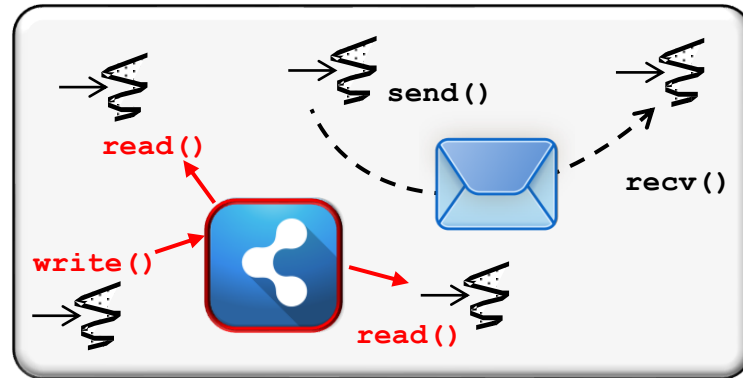 send()
read()
recv()
write()
read()